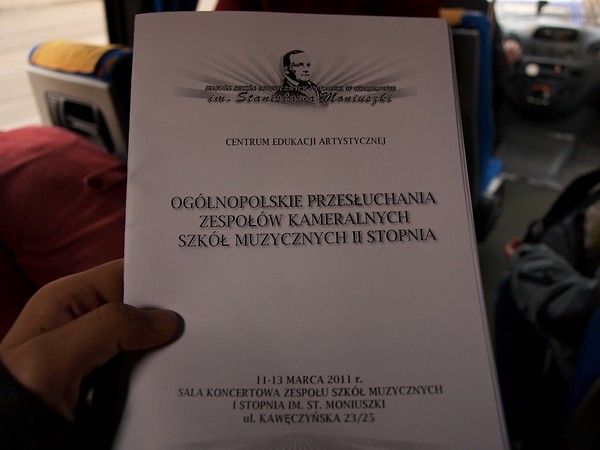 im. Stanisława Moniuszki
CENTRUM EDUKACJI ARTYSTYCZNEJ
OGÓLNOPOLSKIE PRZESŁUCHANIA
ZESPOŁÓW KAMERALNYCH
SZKÓŁ MUZYCZNYCH II STOPNIA
11-13 MARCA 2011 r.
SALA KONCERTOWA ZESPOŁU SZKÓŁ MUZYCZNYCH
I STOPNIA IM. ST. MONIUSZKI
ul. KAWĘCZYŃSKA 23/25